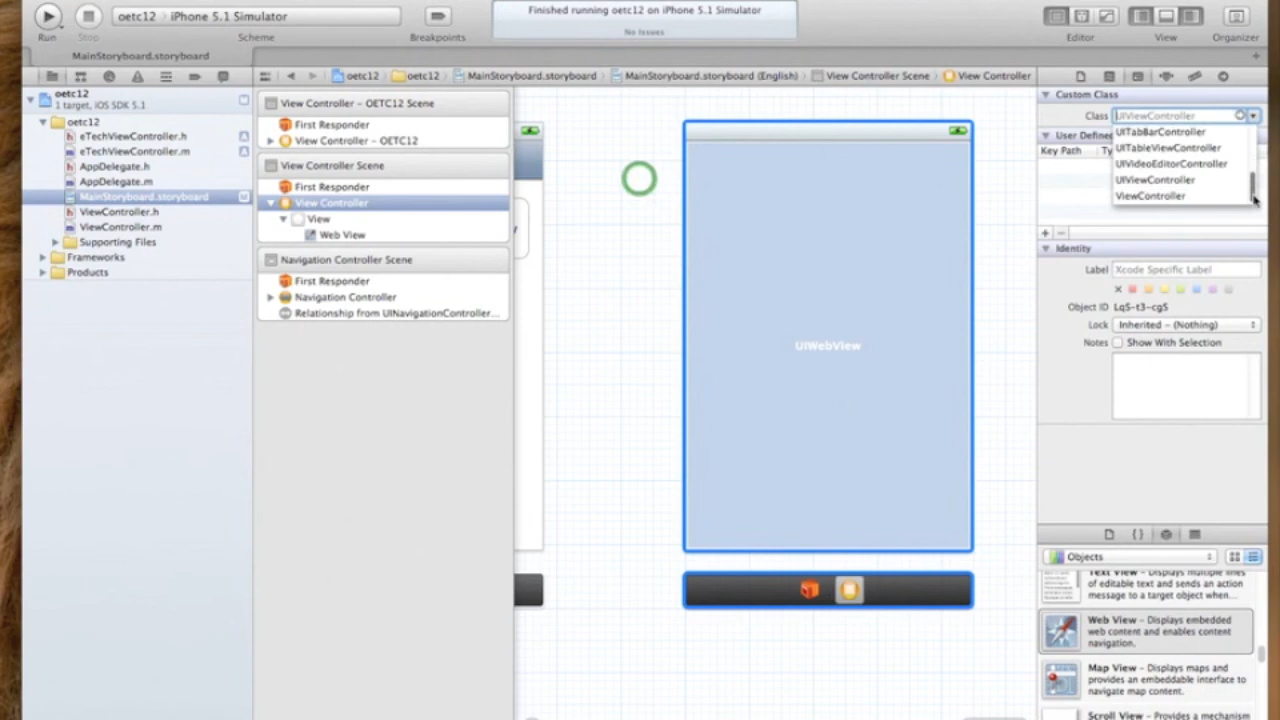 oetc12 › iPhone 5.1 Simulator
Finished running oetc12 on iPhone 5.1 Simulator
No Issues
Run
Stop
Scheme
Breakpoints
Editor
View
Organizer
MainStoryboard.storyboard
oetc12
oetc12
MainStoryboard.storyboard
MainStoryboard.storyboard (English)
View Controller Scene
View Controller
oetc12
1 target, iOS SDK 5.1
oetc12
eTechViewController.h
eTechViewController.m
AppDelegate.h
AppDelegate.m
MainStoryboard.storyboard
ViewController.h
ViewController.m
Supporting Files
Frameworks
Products
View Controller – OETC12 Scene
First Responder
View Controller – OETC12
View Controller Scene
First Responder
View Controller
View
Web View
Navigation Controller Scene
First Responder
Navigation Controller
Relationship from UINavigationController...
UIWebView
Custom Class
Class UIViewController
User Define
Key Path Ty
UITabBarController
UITableViewController
UIVideoEditorController
UIViewController
ViewController
Identity
Label Xcode Specific Label
Object ID LqS-t3-cgS
Lock Inherited – (Nothing)
Notes Show With Selection
Objects
Text View – Displays multiple lines
of editable text and sends an action
message to a target object when...
Web View – Displays embedded
web content and enables content
navigation.
Map View – Displays maps and
provides an embeddable interface to
navigate map content.
Scroll View – Provides a mechanism